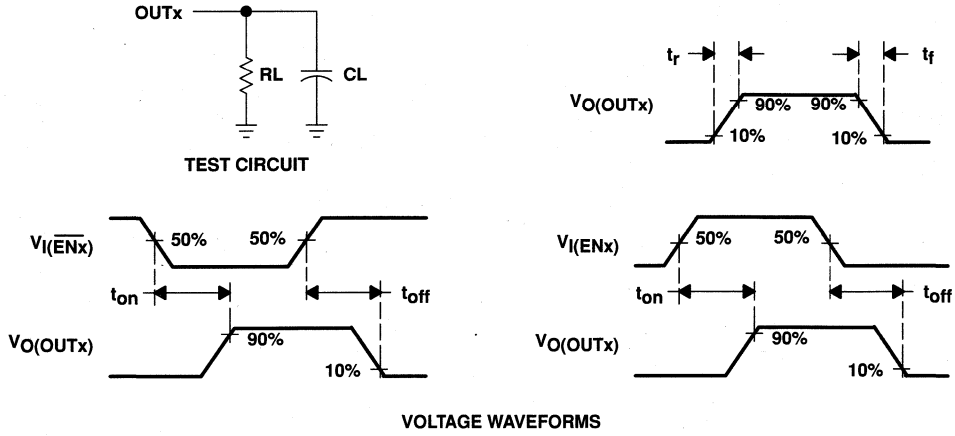 OUTx
RL
CL
TEST CIRCUIT
tr
tf
VO(OUTx)
90%
90%
10%
10%
VI(E̅N̅x̅)
50%
50%
ton
toff
VO(OUTx)
90%
10%
VI(ENx)
50%
50%
ton
toff
VO(OUTx)
90%
10%
VOLTAGE WAVEFORMS